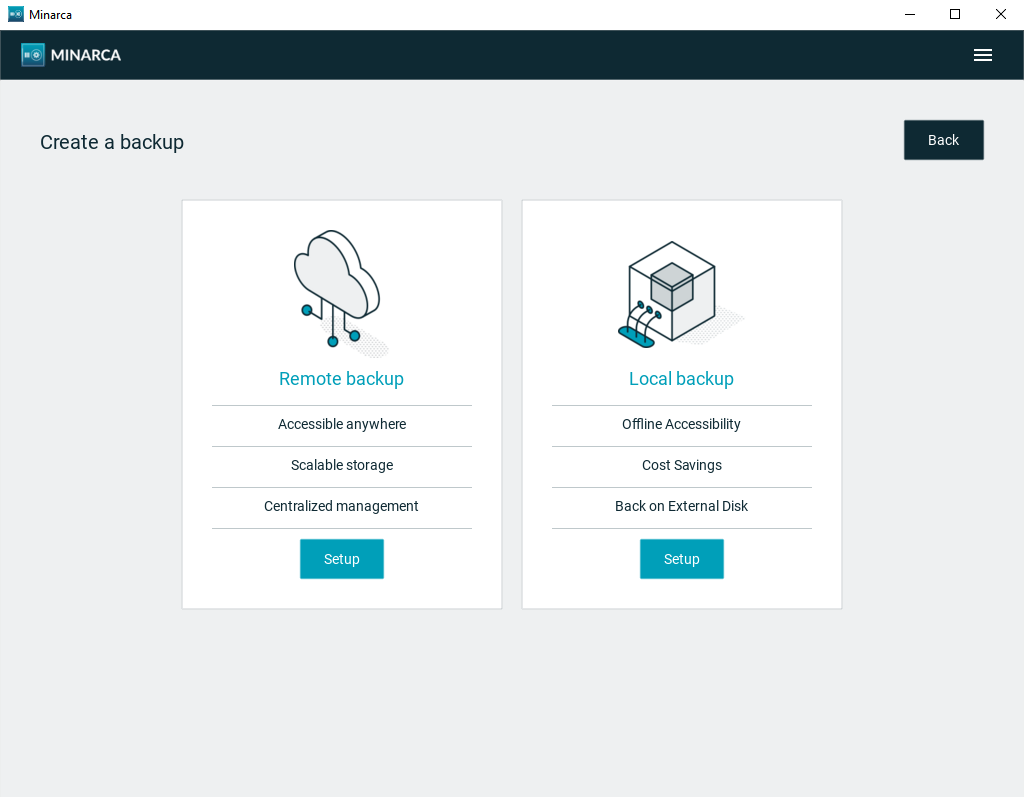 Minarca
MINARCA
Create a backup
Back
Remote backup
Accessible anywhere
Scalable storage
Centralized management
Setup
Local backup
Offline Accessibility
Cost Savings
Back on External Disk
Setup